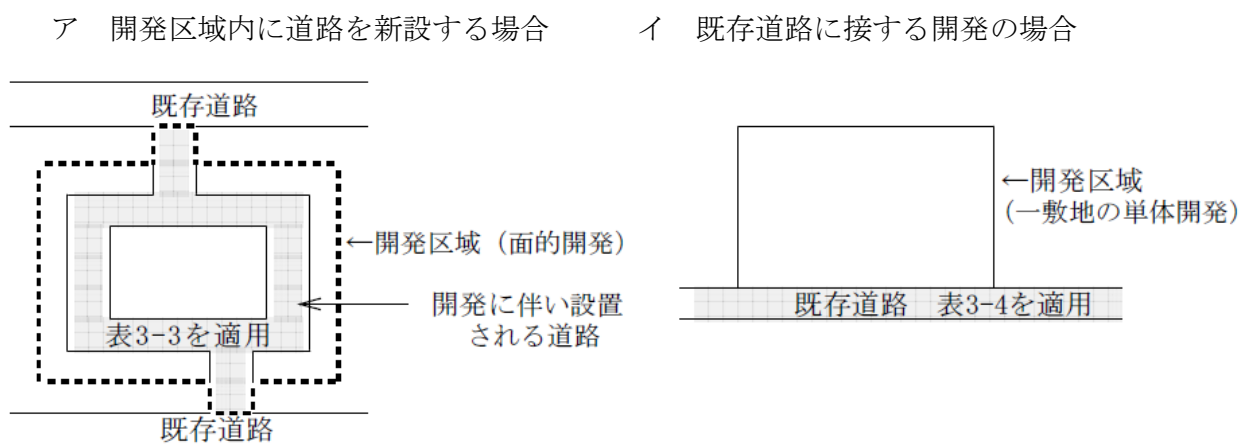 ア 開発区域内に道路を新設する場合
イ 既存道路に接する開発の場合
既存道路
←開発区域（面的開発）
開発に伴い設置
される道路
表3-3を適用
既存道路
←開発区域
（一敷地の単体開発）
既存道路 表3-4を適用